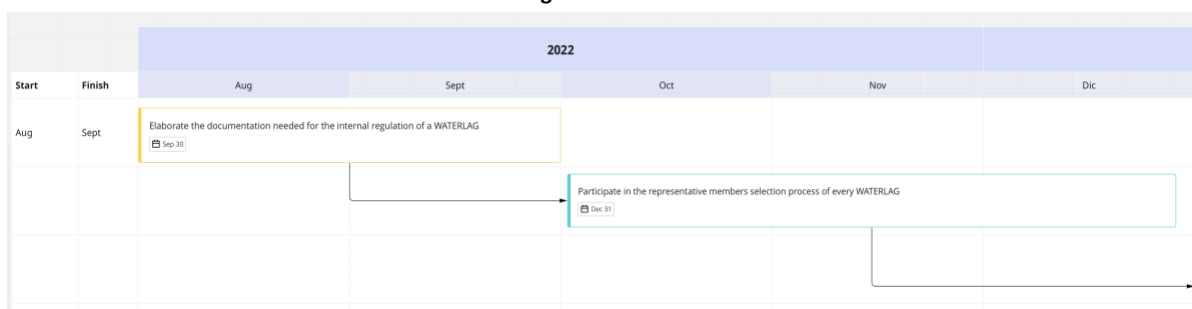 2022
Start Finish Aug Sept Oct Nov Dic
Elaborate the documentation needed for the internal regulation of a WATERLAG
Aug Sept
Sep 30
Participate in the representative members selection process of every WATERLAG
Dec 31